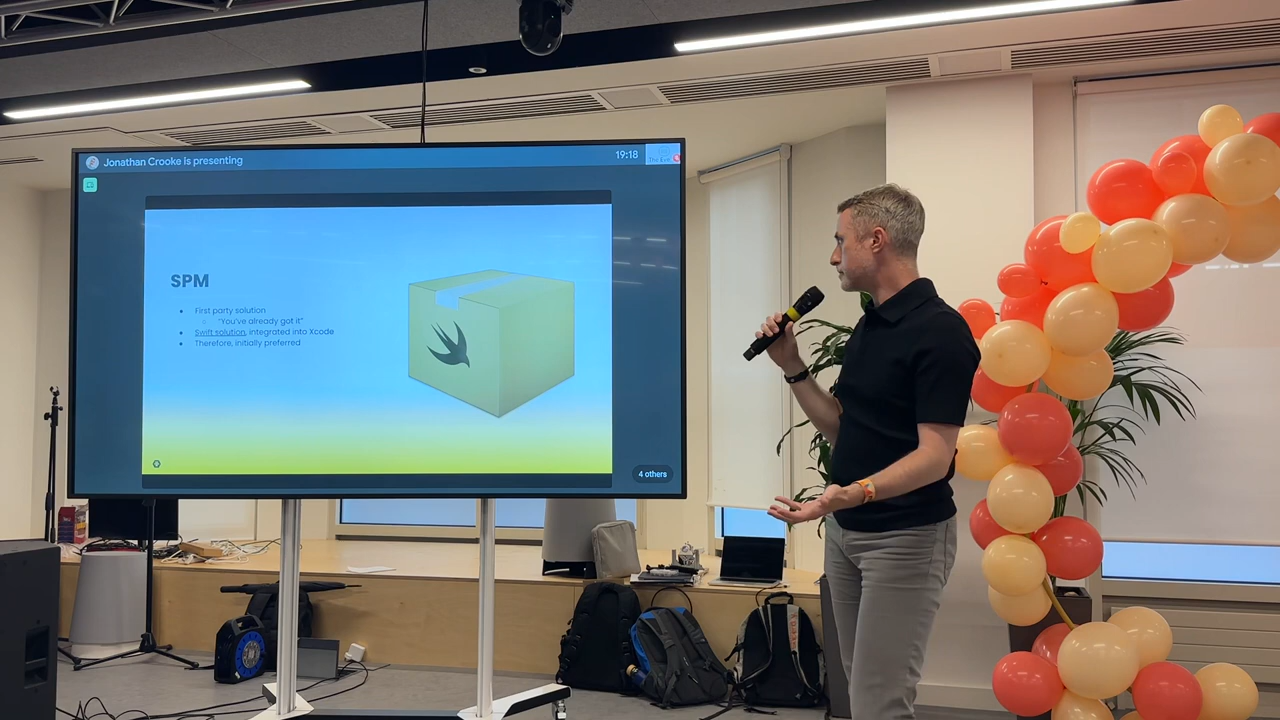 Jonathan Crooke is presenting
19:18
SPM
First party solution
"You've already got it"
Swift solution, integrated into Xcode
Therefore, initially preferred
4 others